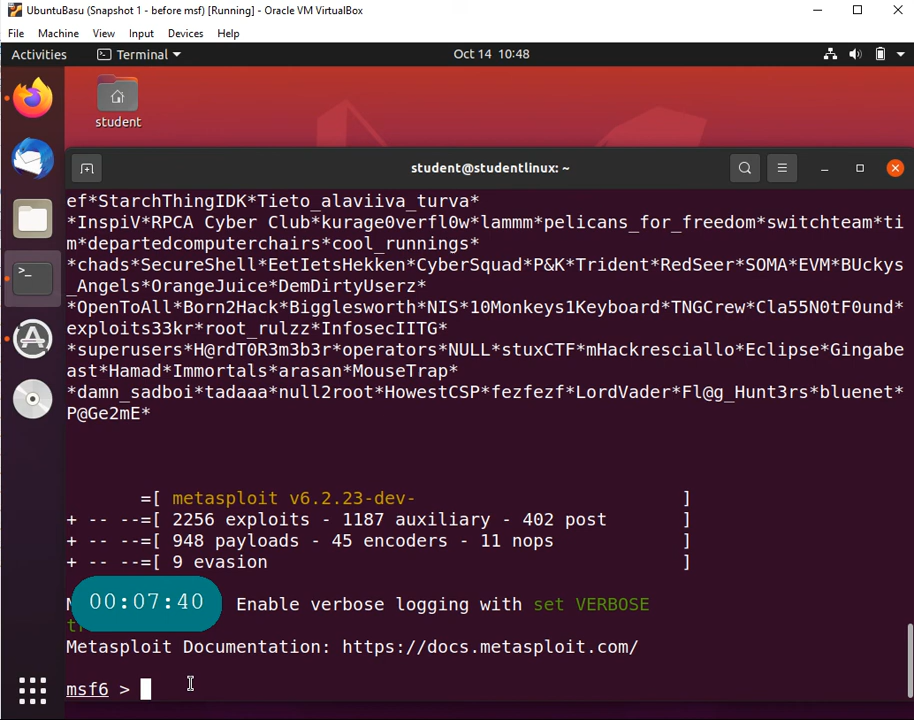 UbuntuBasu (Snapshot 1 - before msf) [Running] - Oracle VM VirtualBox
File Machine View Input Devices Help
Activities Terminal Oct 14 10:48
student
student@studentlinux: ~
ef*StarchThingIDK*Tieto_alaviiva_turva*
*InspiV*RPCA Cyber Club*kurage0verfl0w*lammm*pelicans_for_freedom*switchteam*ti
m*departedcomputerchairs*cool_runnings*
*chads*SecureShell*EetIetsHekken*CyberSquad*P&K*Trident*RedSeer*SOMA*EVM*BUckys
_Angels*OrangeJuice*DemDirtyUserz*
*OpenToAll*Born2Hack*Bigglesworth*NIS*10Monkeys1Keyboard*TNGCrew*Cla55N0tF0und*
exploits33kr*root_rulzz*InfosecIITG*
*superusers*H@rdT0R3m3b3r*operators*NULL*stuxCTF*mHackresciallo*Eclipse*Gingabe
ast*Hamad*Immortals*arasan*MouseTrap*
*damn_sadboi*tadaaa*null2root*HowestCSP*fezfezf*LordVader*Fl@g_Hunt3rs*bluenet*
P@Ge2mE*
=[ metasploit v6.2.23-dev- ]
+ -- --=[ 2256 exploits - 1187 auxiliary - 402 post ]
+ -- --=[ 948 payloads - 45 encoders - 11 nops ]
+ -- --=[ 9 evasion ]
00:07:40
Enable verbose logging with set VERBOSE
Metasploit Documentation: https://docs.metasploit.com/
msf6 >